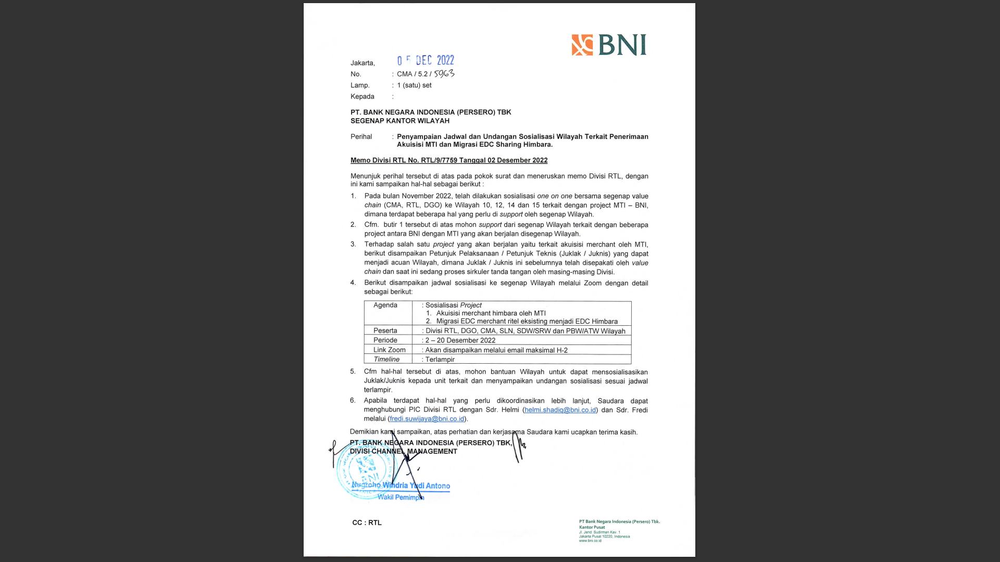 BNI
Jakarta, 05 DEC 2022
No. : CMA / 5.2 / 5963
Lamp. : 1 (satu) set
Kepada :
PT. BANK NEGARA INDONESIA (PERSERO) TBK
SEGENAP KANTOR WILAYAH
Perihal : Penyampaian Jadwal dan Undangan Sosialisasi Wilayah Terkait Penerimaan
Akuisisi MTI dan Migrasi EDC Sharing Himbara.
Memo Divisi RTL No. RTL/9/7759 Tanggal 02 Desember 2022
Menunjuk perihal tersebut di atas pada pokok surat dan meneruskan memo Divisi RTL, dengan
ini kami sampaikan hal-hal sebagai berikut :
1. Pada bulan November 2022, telah dilakukan sosialisasi one on one bersama segenap value
chain (CMA, RTL, DGO) ke Wilayah 10, 12, 14 dan 15 terkait dengan project MTI – BNI,
dimana terdapat beberapa hal yang perlu di support oleh segenap Wilayah.
2. Cfm. butir 1 tersebut di atas mohon support dari segenap Wilayah terkait dengan beberapa
project antara BNI dengan MTI yang akan berjalan disegenap Wilayah.
3. Terhadap salah satu project yang akan berjalan yaitu terkait akuisisi merchant oleh MTI,
berikut disampaikan Petunjuk Pelaksanaan / Petunjuk Teknis (Juklak / Juknis) yang dapat
menjadi acuan Wilayah, dimana Juklak / Juknis ini sebelumnya telah disepakati oleh value
chain dan saat ini sedang proses sirkuler tanda tangan oleh masing-masing Divisi.
4. Berikut disampaikan jadwal sosialisasi ke segenap Wilayah melalui Zoom dengan detail
sebagai berikut:
Agenda : Sosialisasi Project
1. Akuisisi merchant himbara oleh MTI
2. Migrasi EDC merchant ritel eksisting menjadi EDC Himbara
Peserta : Divisi RTL, DGO, CMA, SLN, SDW/SRW dan PBW/ATW Wilayah
Periode : 2 – 20 Desember 2022
Link Zoom : Akan disampaikan melalui email maksimal H-2
Timeline : Terlampir
5. Cfm hal-hal tersebut di atas, mohon bantuan Wilayah untuk dapat mensosialisasikan
Juklak/Juknis kepada unit terkait dan menyampaikan undangan sosialisasi sesuai jadwal
terlampir.
6. Apabila terdapat hal-hal yang perlu dikoordinasikan lebih lanjut, Saudara dapat
menghubungi PIC Divisi RTL dengan Sdr. Helmi (helmi.shadiq@bni.co.id) dan Sdr. Fredi
melalui (fredi.suwijaya@bni.co.id).
Demikian kami sampaikan, atas perhatian dan kerjasama Saudara kami ucapkan terima kasih.
PT. BANK NEGARA INDONESIA (PERSERO) TBK,
DIVISI CHANNEL MANAGEMENT
BNI
Nugroho Windria Yudi Antono
Wakil Pemimpin
CC : RTL
PT Bank Negara Indonesia (Persero) Tbk.
Kantor Pusat
Jl. Jend. Sudirman Kav. 1
Jakarta Pusat 10220, Indonesia
www.bni.co.id